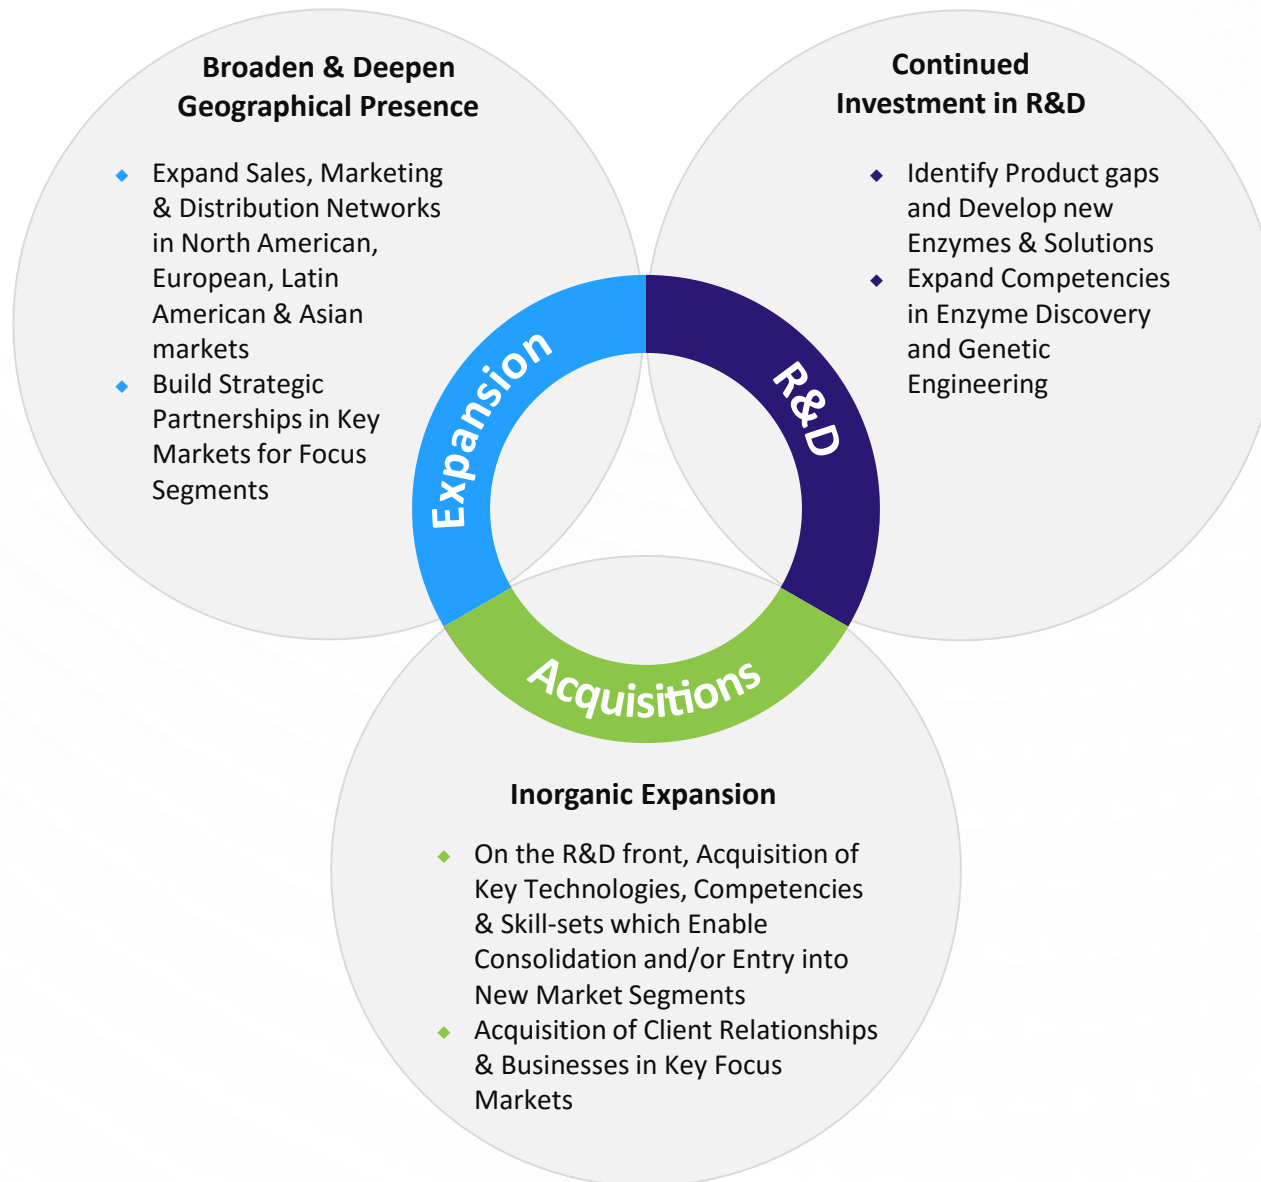 Broaden & Deepen
Geographical Presence
◆ Expand Sales, Marketing
& Distribution Networks
in North American,
European, Latin
American & Asian
markets
◆ Build Strategic
Partnerships in Key
Markets for Focus
Segments
Continued
Investment in R&D
◆ Identify Product gaps
and Develop new
Enzymes & Solutions
◆ Expand Competencies
in Enzyme Discovery
and Genetic
Engineering
Expansion
R&D
Acquisitions
Inorganic Expansion
◆ On the R&D front, Acquisition of
Key Technologies, Competencies
& Skill-sets which Enable
Consolidation and/or Entry into
New Market Segments
◆ Acquisition of Client Relationships
& Businesses in Key Focus
Markets